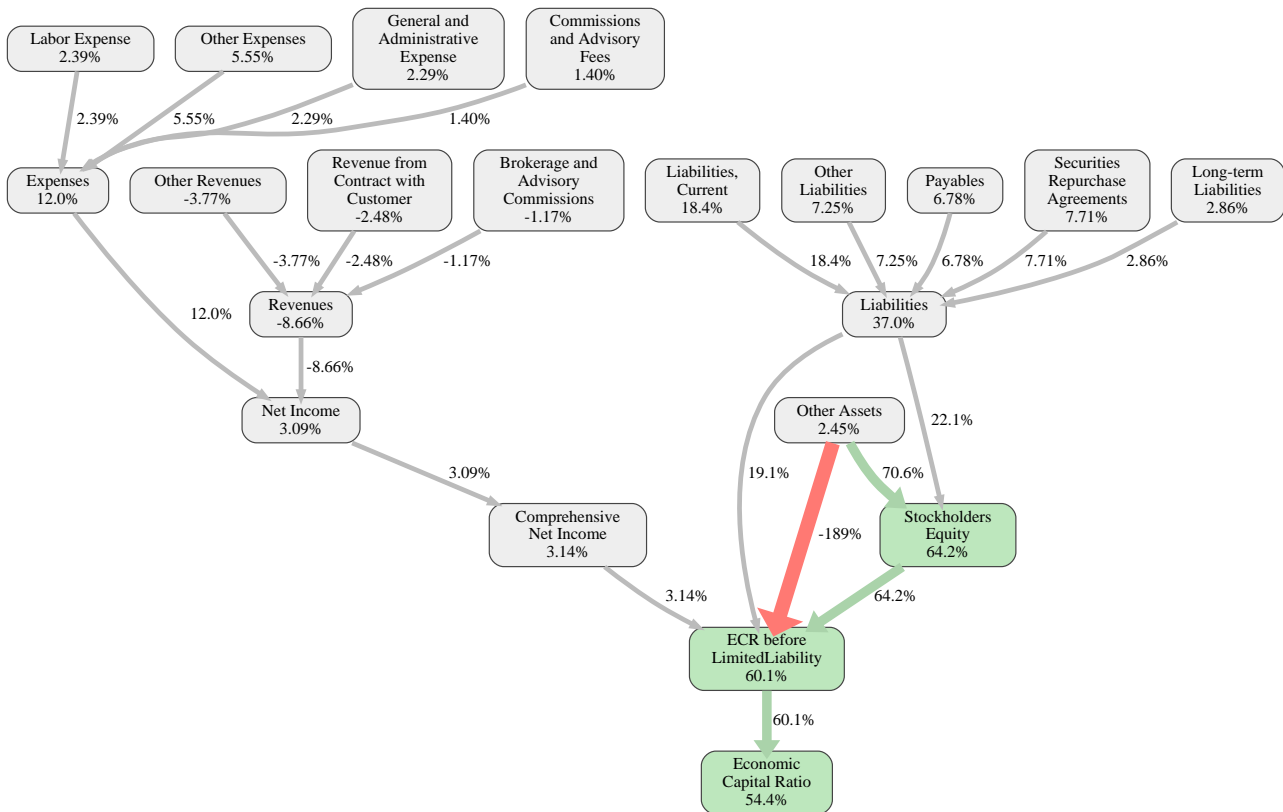 Labor Expense
2.39%
Other Expenses
5.55%
General and
Administrative
Expense
2.29%
Commissions
and Advisory
Fees
1.40%
2.39%
5.55%
2.29%
1.40%
Expenses
12.0%
Other Revenues
-3.77%
Revenue from
Contract with
Customer
-2.48%
Brokerage and
Advisory
Commissions
-1.17%
Liabilities,
Current
18.4%
Other
Liabilities
7.25%
Payables
6.78%
Securities
Repurchase
Agreements
7.71%
Long-term
Liabilities
2.86%
-3.77%
-2.48%
-1.17%
18.4%
7.25%
6.78%
7.71%
2.86%
12.0%
Revenues
-8.66%
Liabilities
37.0%
-8.66%
Net Income
3.09%
Other Assets
2.45%
22.1%
3.09%
19.1%
70.6%
Comprehensive
Net Income
3.14%
-189%
Stockholders
Equity
64.2%
3.14%
64.2%
ECR before
LimitedLiability
60.1%
60.1%
Economic
Capital Ratio
54.4%